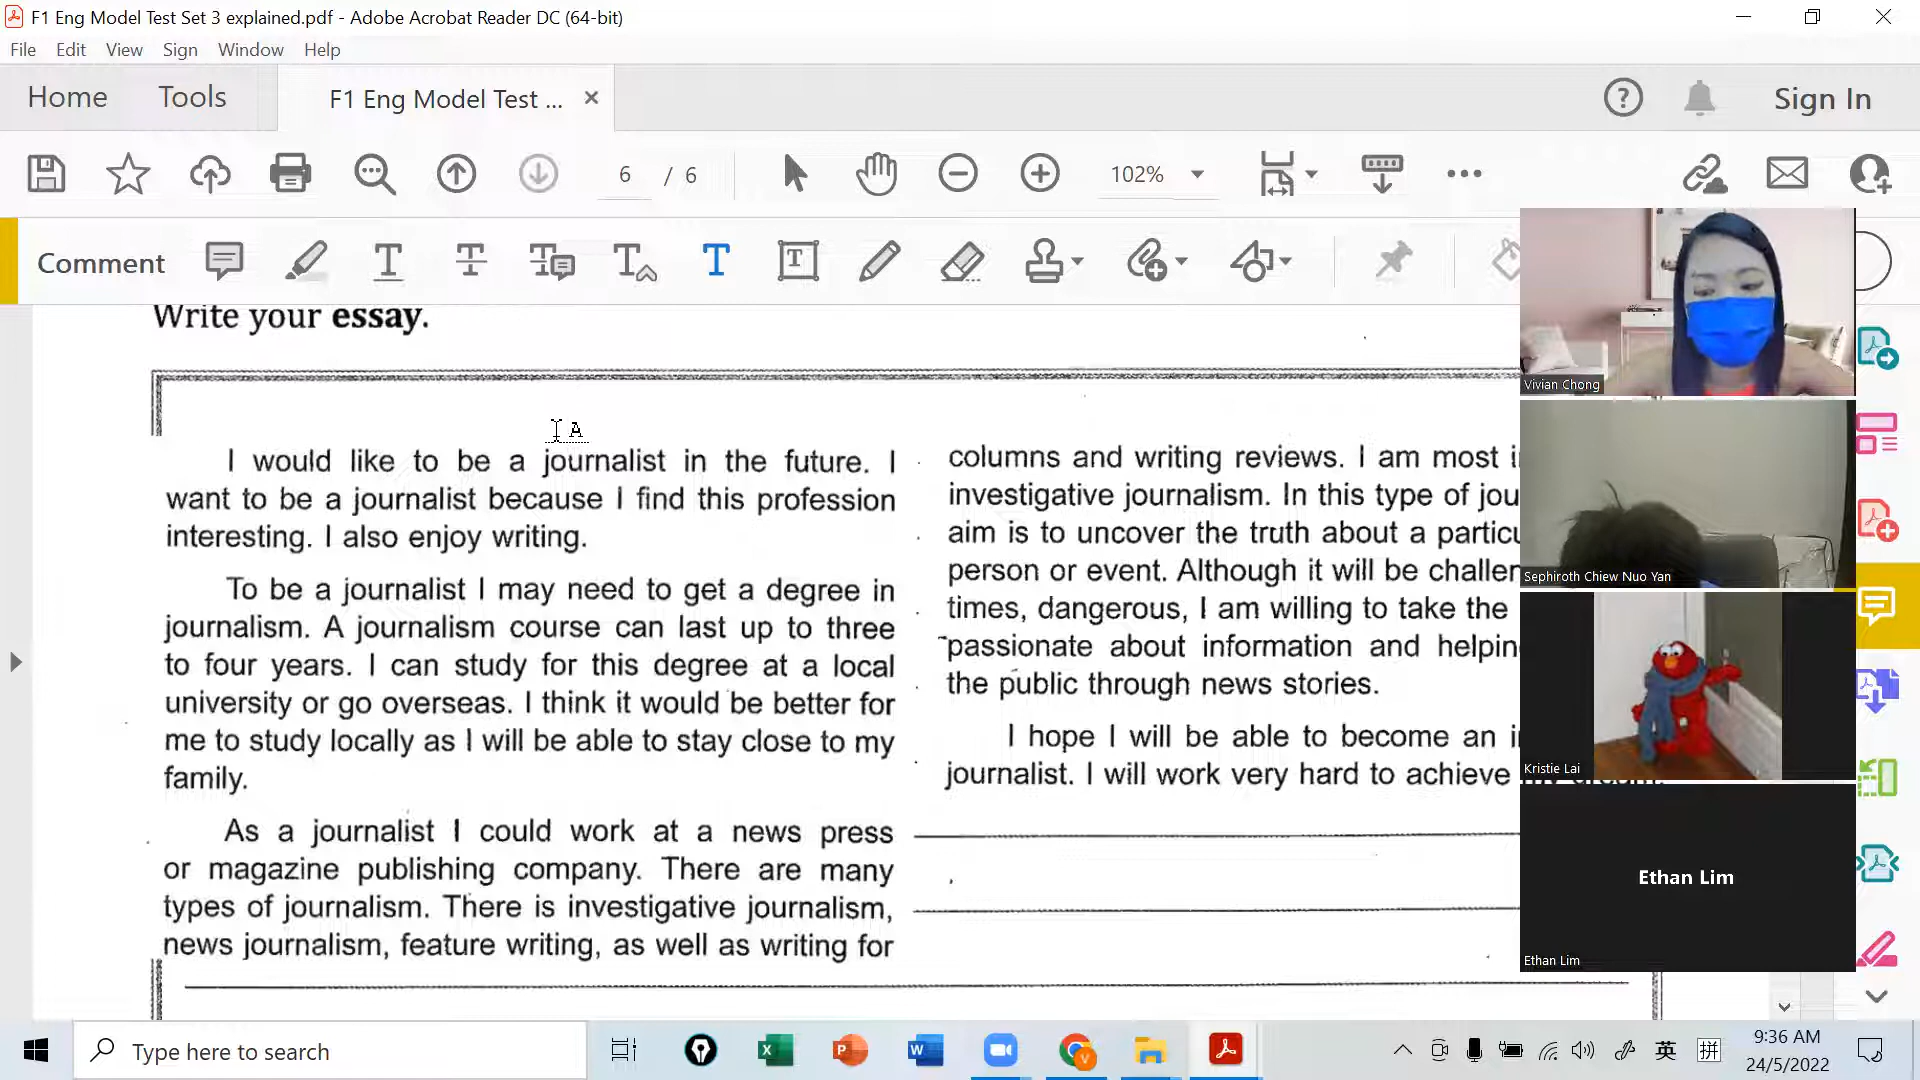 F1 Eng Model Test Set 3 explained.pdf - Adobe Acrobat Reader DC (64-bit)
File Edit View Sign Window Help
Home Tools F1 Eng Model Test ... Sign In
6 / 6 102%
Comment
Write your essay.
I would like to be a journalist in the future. I
want to be a journalist because I find this profession
interesting. I also enjoy writing.
To be a journalist I may need to get a degree in
journalism. A journalism course can last up to three
to four years. I can study for this degree at a local
university or go overseas. I think it would be better for
me to study locally as I will be able to stay close to my
family.
As a journalist I could work at a news press
or magazine publishing company. There are many
types of journalism. There is investigative journalism,
news journalism, feature writing, as well as writing for
columns and writing reviews. I am most
investigative journalism. In this type of
aim is to uncover the truth about a
person or event. Although it will be
times, dangerous, I am willing to take the
passionate about information and
the public through news stories.
I hope I will be able to become an
journalist. I will work very hard to achieve
Vivian Chong
Sephiroth Chiew Nuo Yan
Kristie Lai
Ethan Lim
Ethan Lim
Type here to search
英 拼
9:36 AM
24/5/2022